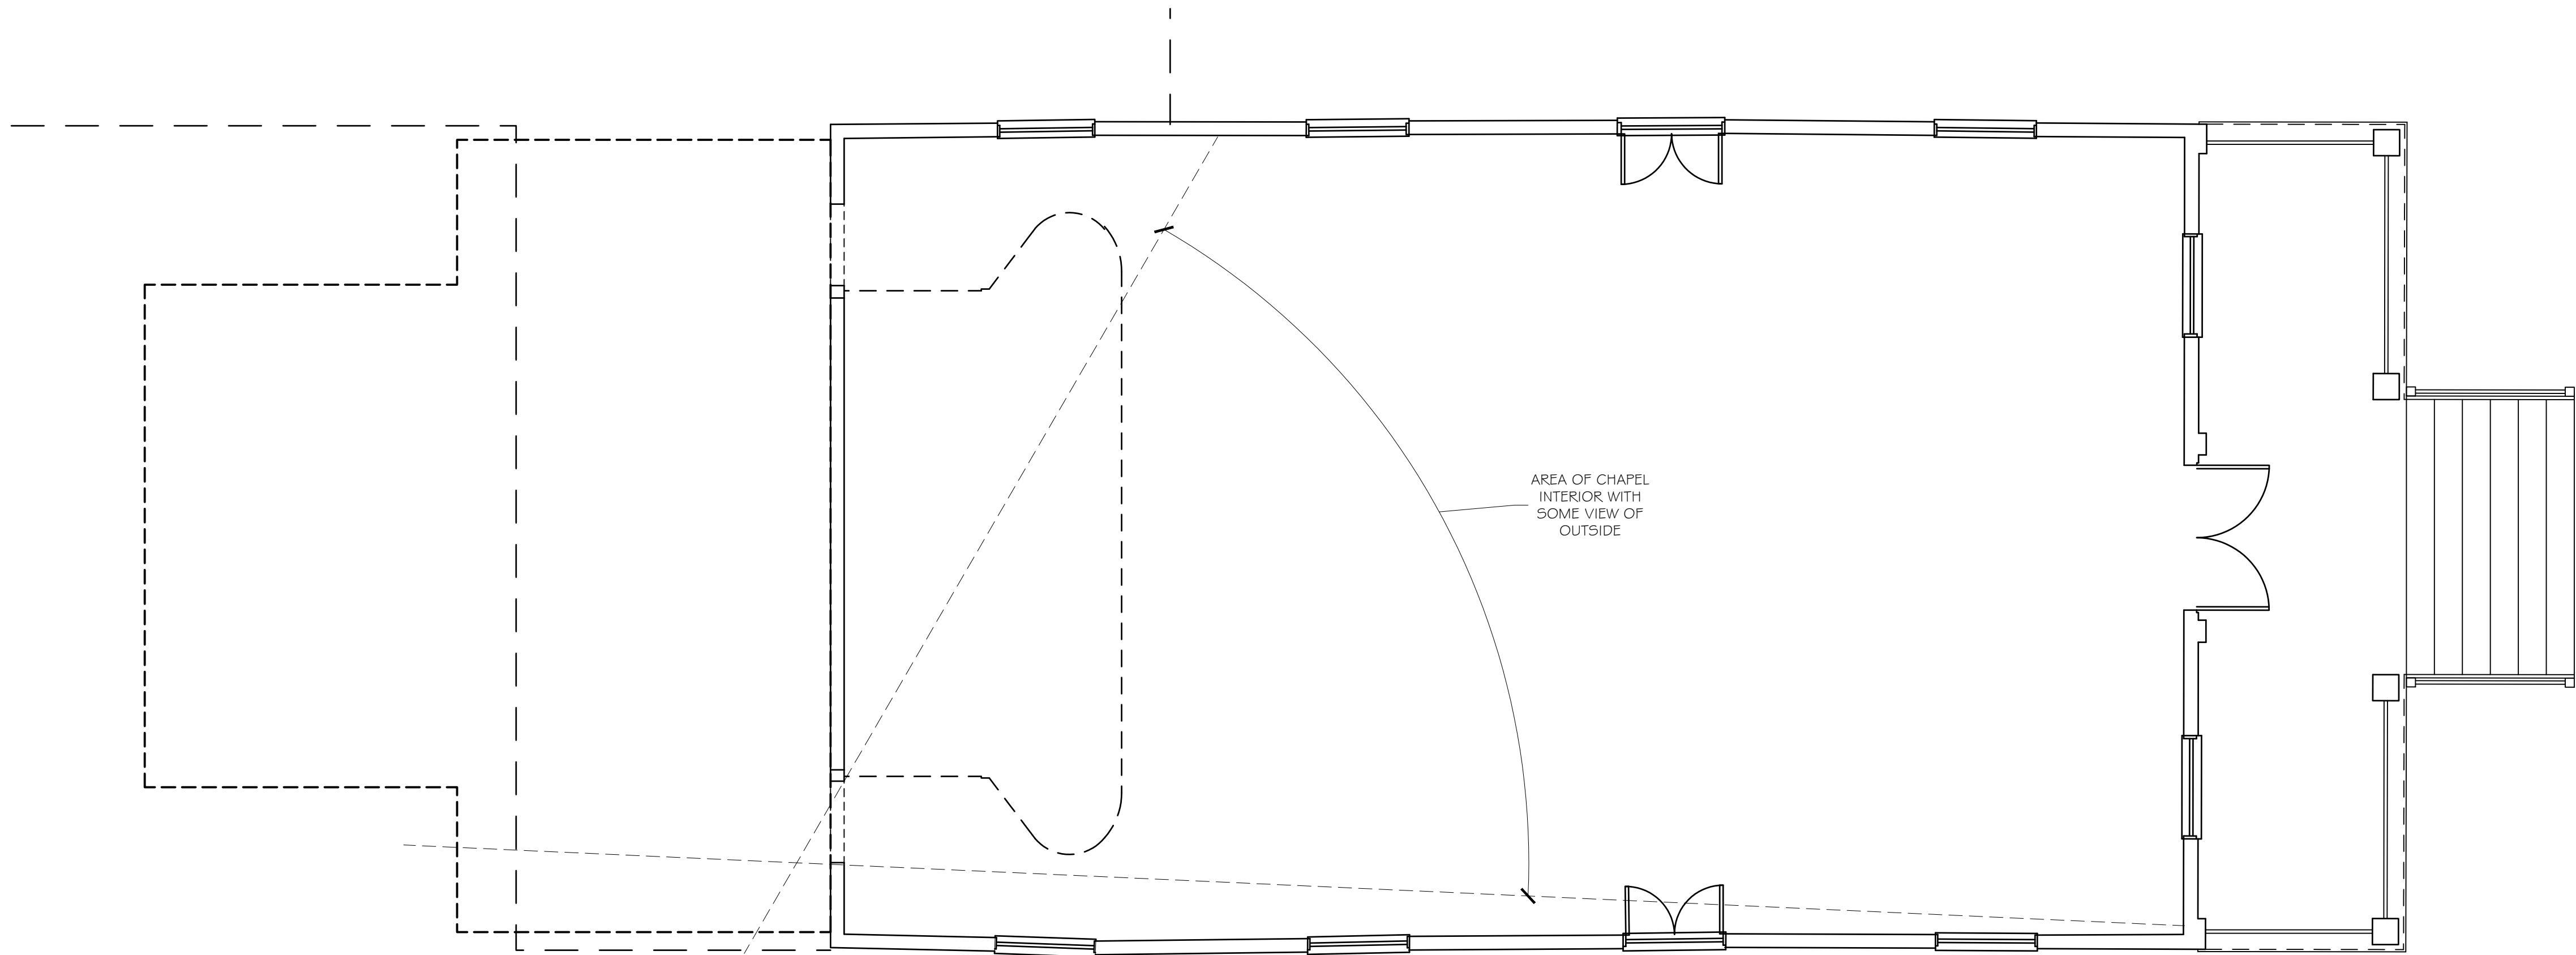 AREA OF CHAPEL
INTERIOR WITH
SOME VIEW OF
OUTSIDE